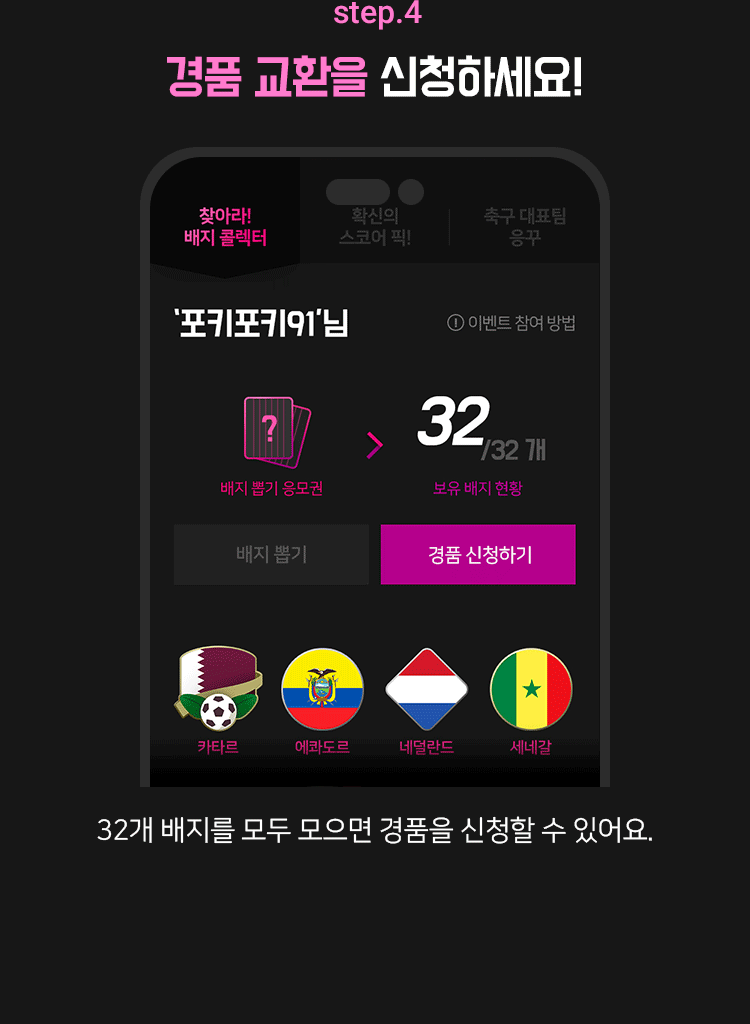 step.4
경품 교환을 신청하세요!
찾아라!
배지 콜렉터
확신의
스코어 픽!
축구 대표팀
응꾸
‘포키포키91’님
! 이벤트 참여 방법
?
32/32 개
배지 뽑기 응모권
보유 배지 현황
배지 뽑기
경품 신청하기
카타르
에콰도르
네덜란드
세네갈
32개 배지를 모두 모으면 경품을 신청할 수 있어요.